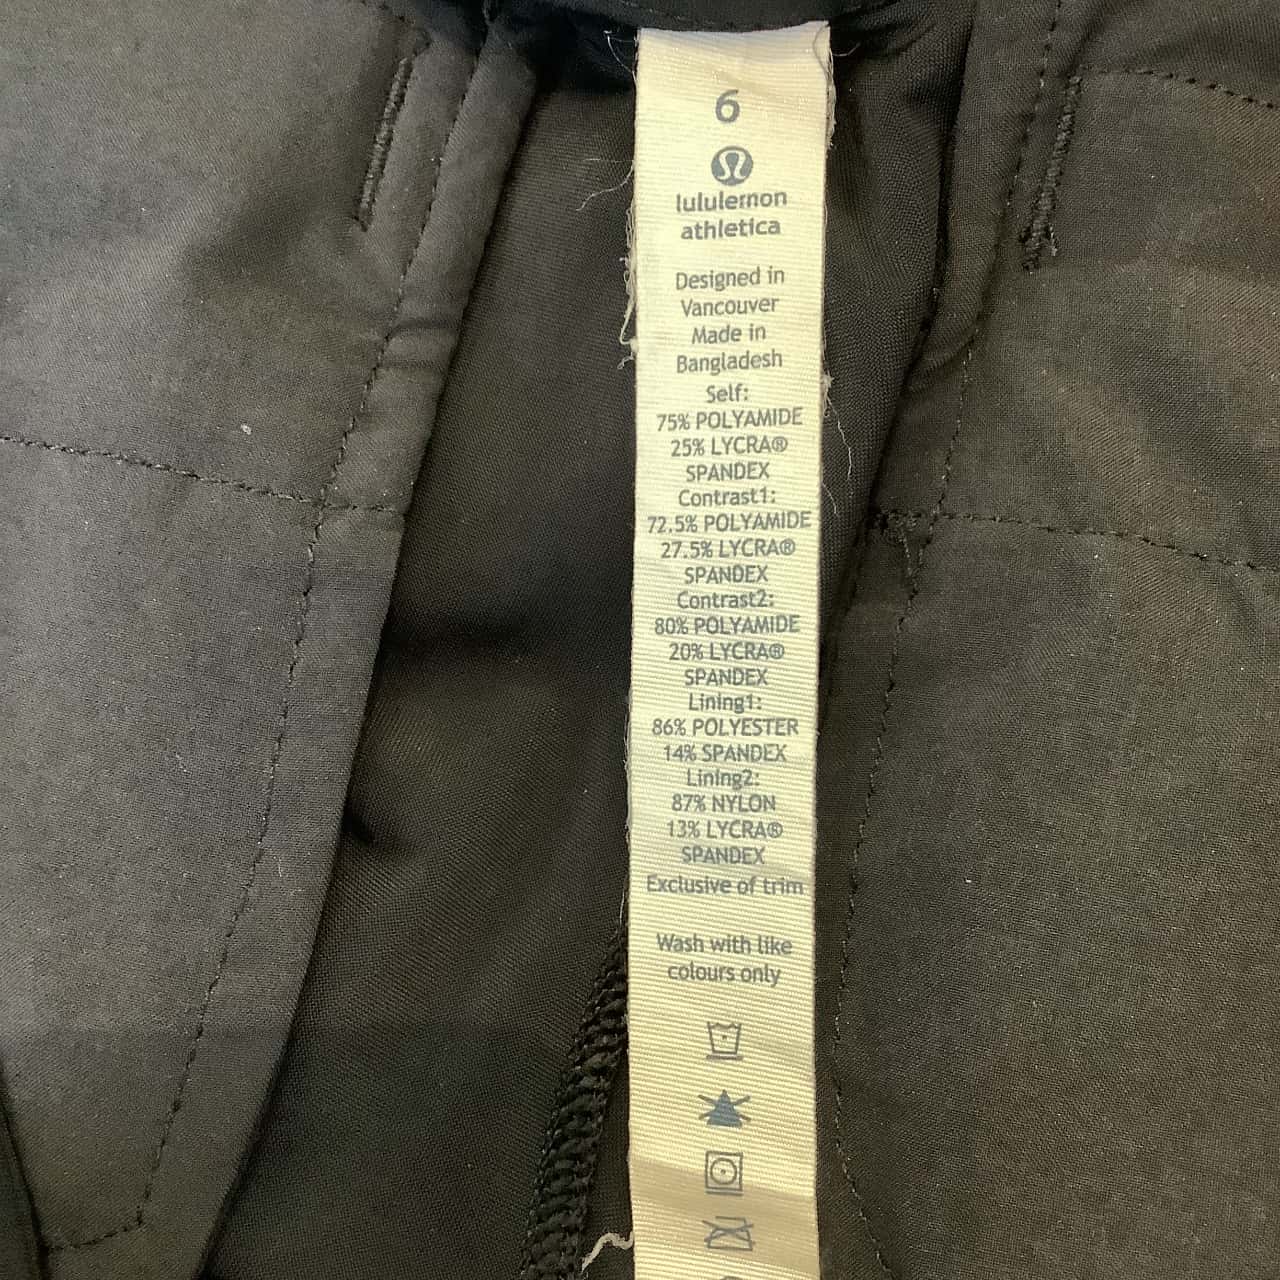 6
lululemon
athletica
Designed in
Vancouver
Made in
Bangladesh
Self:
75% POLYAMIDE
25% LYCRA®
SPANDEX
Contrast1:
72.5% POLYAMIDE
27.5% LYCRA®
SPANDEX
Contrast2:
80% POLYAMIDE
20% LYCRA®
SPANDEX
Lining1:
86% POLYESTER
14% SPANDEX
Lining2:
87% NYLON
13% LYCRA®
SPANDEX
Exclusive of trim
Wash with like
colours only